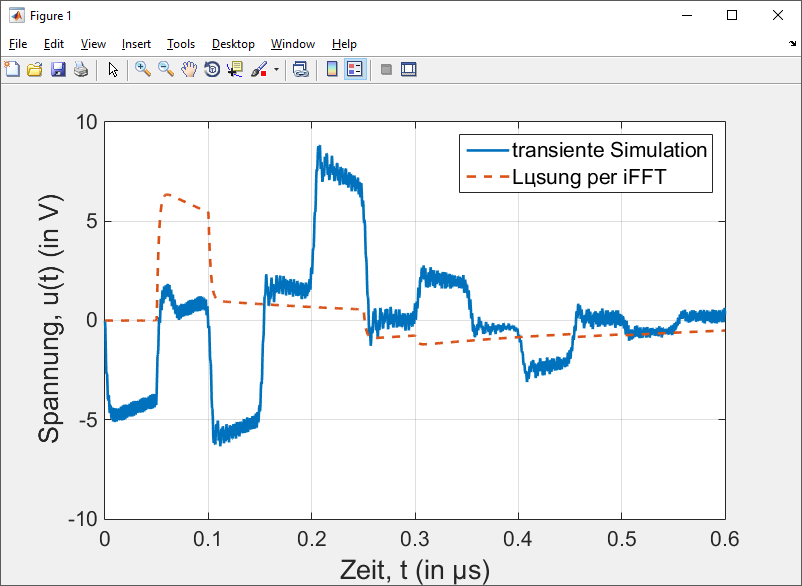 Figure 1
File Edit View Insert Tools Desktop Window Help
10
5
0
-5
-10
Spannung, u(t) (in V)
transiente Simulation
Lцsung per iFFT
0 0.1 0.2 0.3 0.4 0.5 0.6
Zeit, t (in µs)